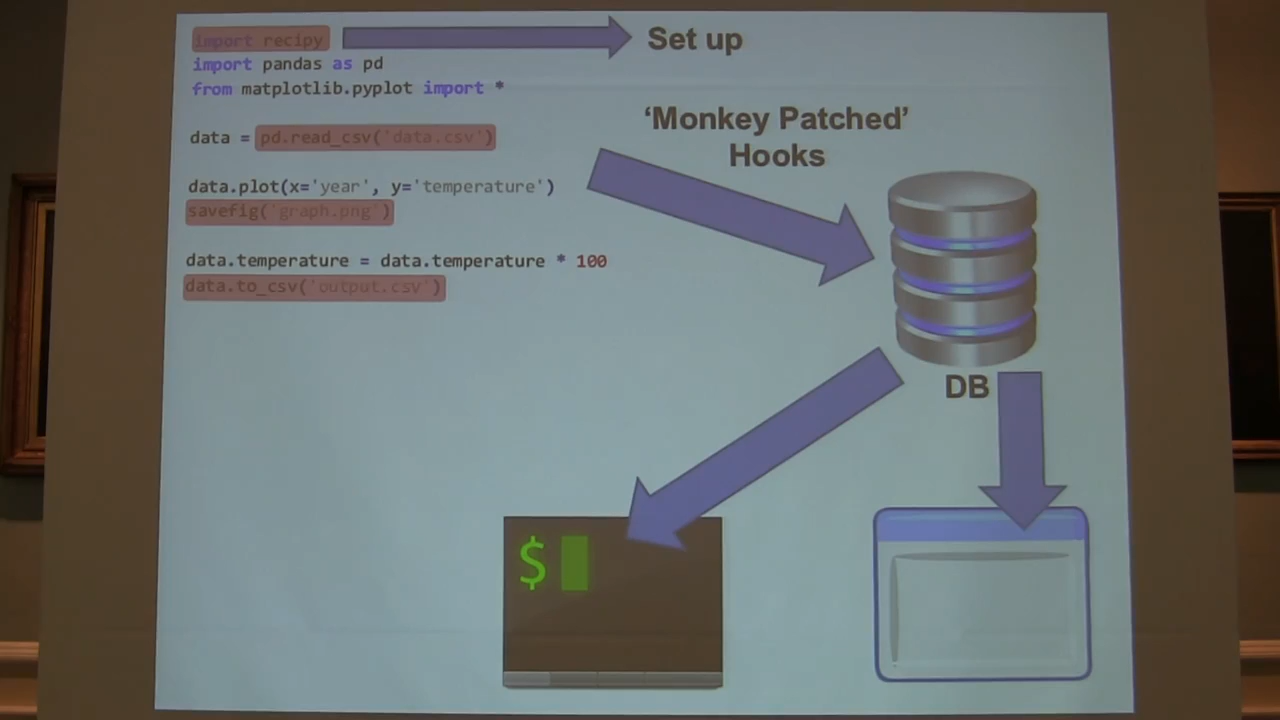 import recipy
Set up
import pandas as pd
from matplotlib.pyplot import *
data = pd.read_csv('data.csv')
data.plot(x='year', y='temperature')
savefig('graph.png')
data.temperature = data.temperature * 100
data.to_csv('output.csv')
‘Monkey Patched’
Hooks
DB
$